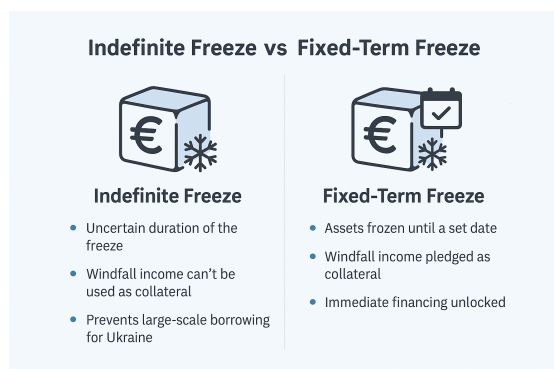 Indefinite Freeze vs Fixed-Term Freeze
€
Indefinite Freeze
Uncertain duration of the
freeze
Windfall income can't be
used as collateral
Prevents large-scale borrowing
for Ukraine
€
Fixed-Term Freeze
Assets frozen until a set date
Windfall income pledged as
collateral
Immediate financing unlocked